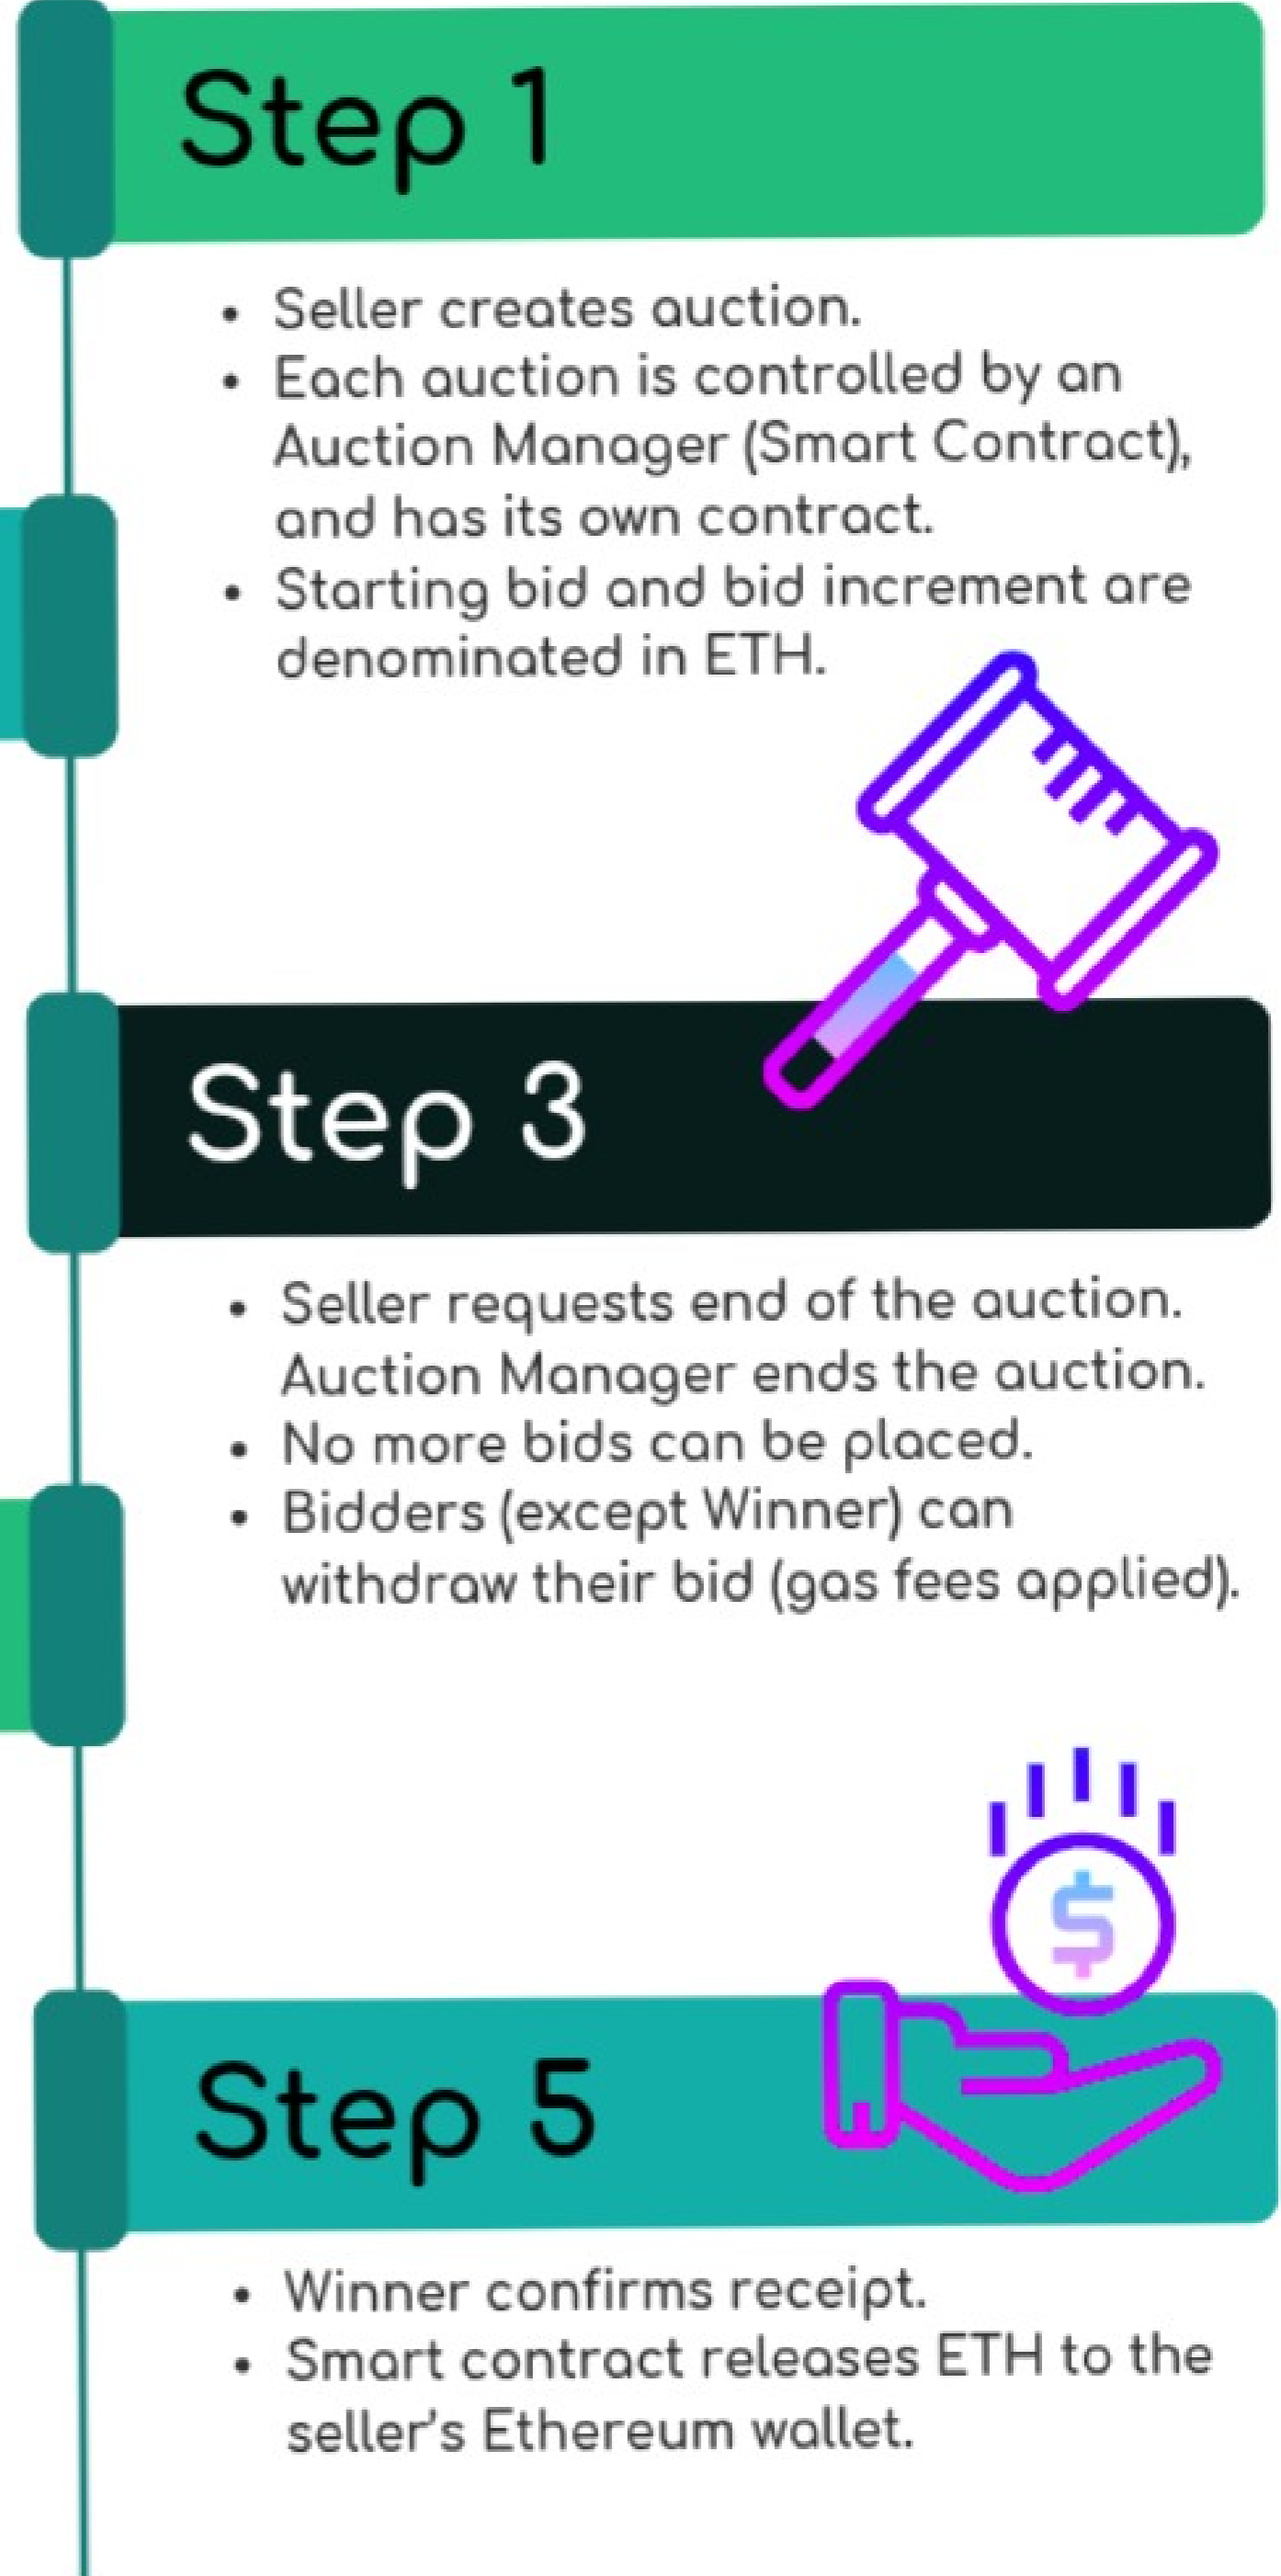 Step 1
• Seller creates auction.
• Each auction is controlled by an
Auction Manager (Smart Contract),
and has its own contract.
• Starting bid and bid increment are
denominated in ETH.
Step 3
• Seller requests end of the auction.
Auction Manager ends the auction.
• No more bids can be placed.
• Bidders (except Winner) can
withdraw their bid (gas fees applied).
$
Step 5
• Winner confirms receipt.
• Smart contract releases ETH to the
seller's Ethereum wallet.